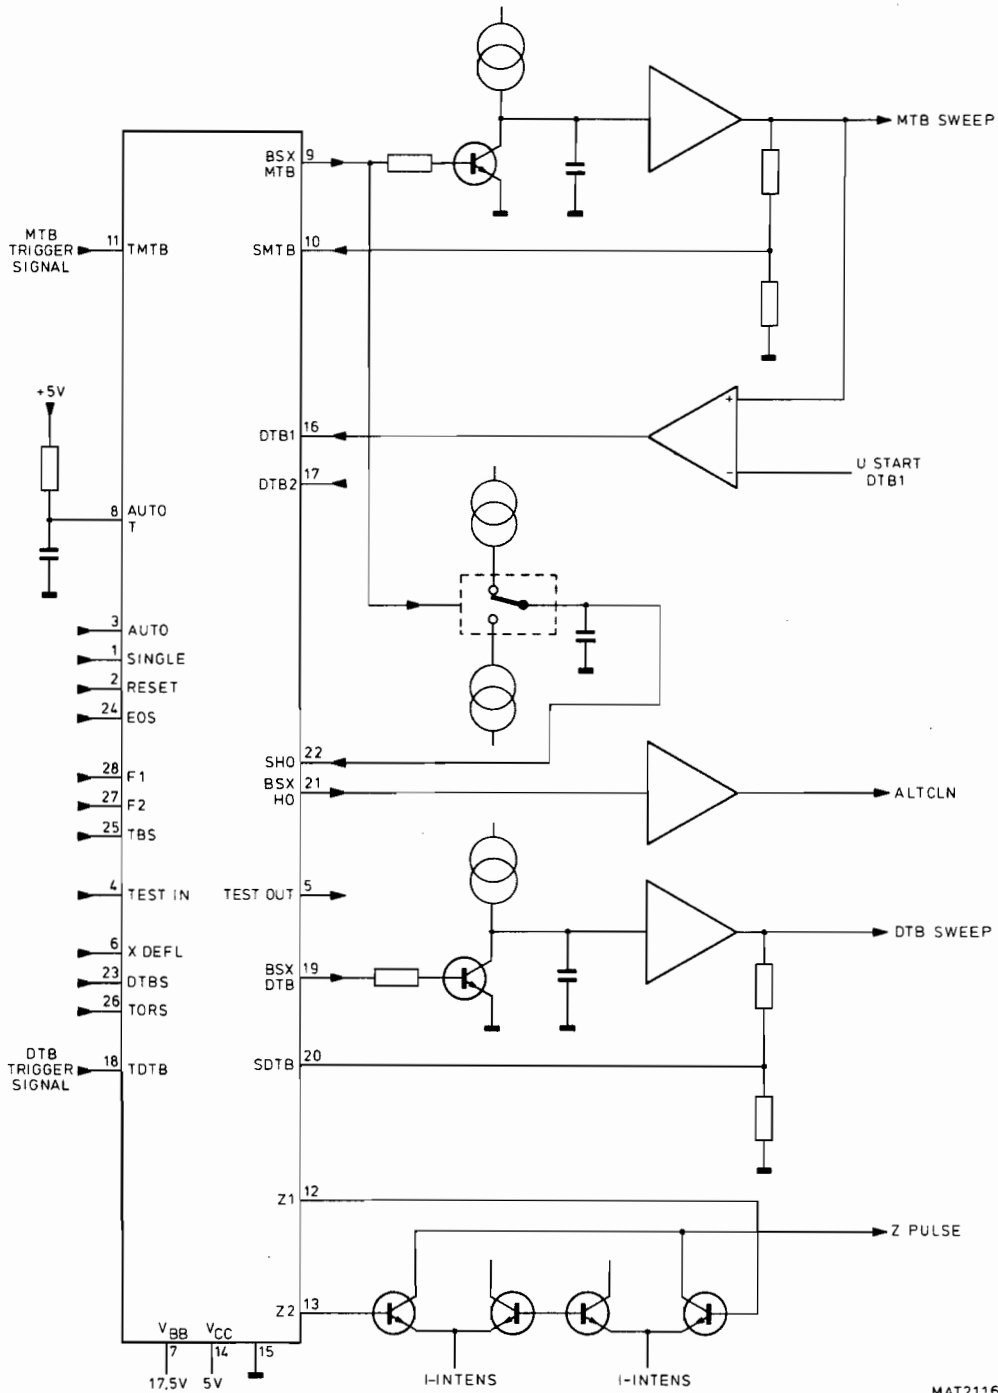 BSX 9
MTB
MTB SWEEP
MTB
TRIGGER
SIGNAL
11 TMTB
SMTB 10
+5V
DTB1 16
DTB2 17
U START
DTB1
+
−
8 AUTO
T
3 AUTO
1 SINGLE
2 RESET
24 EOS
SHO 22
BSX 21
HO
ALTCLN
28 F1
27 F2
25 TBS
4 TEST IN
TEST OUT 5
DTB SWEEP
6 X DEFL
23 DTBS
BSX 19
DTB
26 TORS
DTB
TRIGGER
SIGNAL
18 TDTB
SDTB 20
Z1 12
Z PULSE
Z2 13
VBB VCC
7 14 15
17,5V 5V
I-INTENS I-INTENS
MAT2116